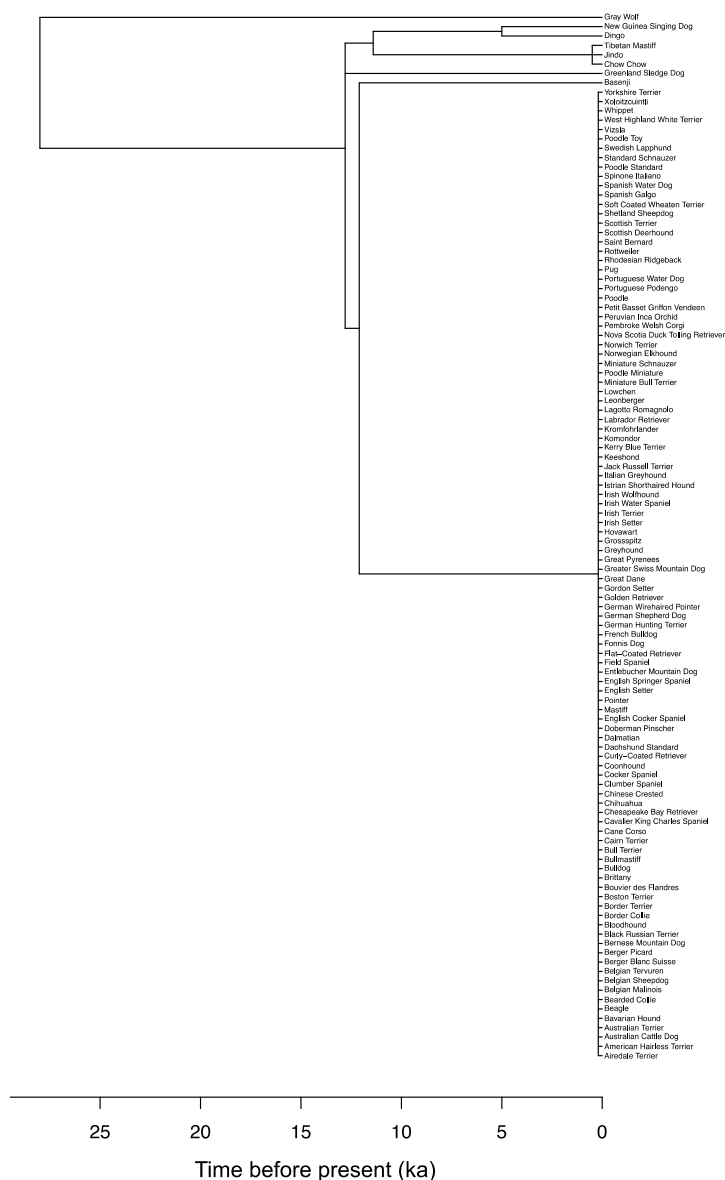 Gray Wolf
New Guinea Singing Dog
Dingo
Tibetan Mastiff
Jindo
Chow Chow
Greenland Sledge Dog
Basenji
Yorkshire Terrier
Xoloitzcuintli
Whippet
West Highland White Terrier
Vizsla
Poodle Toy
Swedish Lapphund
Standard Schnauzer
Poodle Standard
Spinone Italiano
Spanish Water Dog
Spanish Galgo
Soft Coated Wheaten Terrier
Shetland Sheepdog
Scottish Terrier
Scottish Deerhound
Saint Bernard
Rottweiler
Rhodesian Ridgeback
Pug
Portuguese Water Dog
Portuguese Podengo
Poodle
Petit Basset Griffon Vendeen
Peruvian Inca Orchid
Pembroke Welsh Corgi
Nova Scotia Duck Tolling Retriever
Norwich Terrier
Norwegian Elkhound
Miniature Schnauzer
Poodle Miniature
Miniature Bull Terrier
Lowchen
Leonberger
Lagotto Romagnolo
Labrador Retriever
Kromfohrlander
Komondor
Kerry Blue Terrier
Keeshond
Jack Russell Terrier
Italian Greyhound
Istrian Shorthaired Hound
Irish Wolfhound
Irish Water Spaniel
Irish Terrier
Irish Setter
Hovawart
Grossspitz
Greyhound
Great Pyrenees
Greater Swiss Mountain Dog
Great Dane
Gordon Setter
Golden Retriever
German Wirehaired Pointer
German Shepherd Dog
German Hunting Terrier
French Bulldog
Fonnis Dog
Flat–Coated Retriever
Field Spaniel
Entlebucher Mountain Dog
English Springer Spaniel
English Setter
Pointer
Mastiff
English Cocker Spaniel
Doberman Pinscher
Dalmatian
Dachshund Standard
Curly–Coated Retriever
Coonhound
Cocker Spaniel
Clumber Spaniel
Chinese Crested
Chihuahua
Chesapeake Bay Retriever
Cavalier King Charles Spaniel
Cane Corso
Cairn Terrier
Bull Terrier
Bullmastiff
Bulldog
Brittany
Bouvier des Flandres
Boston Terrier
Border Terrier
Border Collie
Bloodhound
Black Russian Terrier
Bernese Mountain Dog
Berger Picard
Berger Blanc Suisse
Belgian Tervuren
Belgian Sheepdog
Belgian Malinois
Bearded Collie
Beagle
Bavarian Hound
Australian Terrier
Australian Cattle Dog
American Hairless Terrier
Airedale Terrier
25 20 15 10 5 0
Time before present (ka)